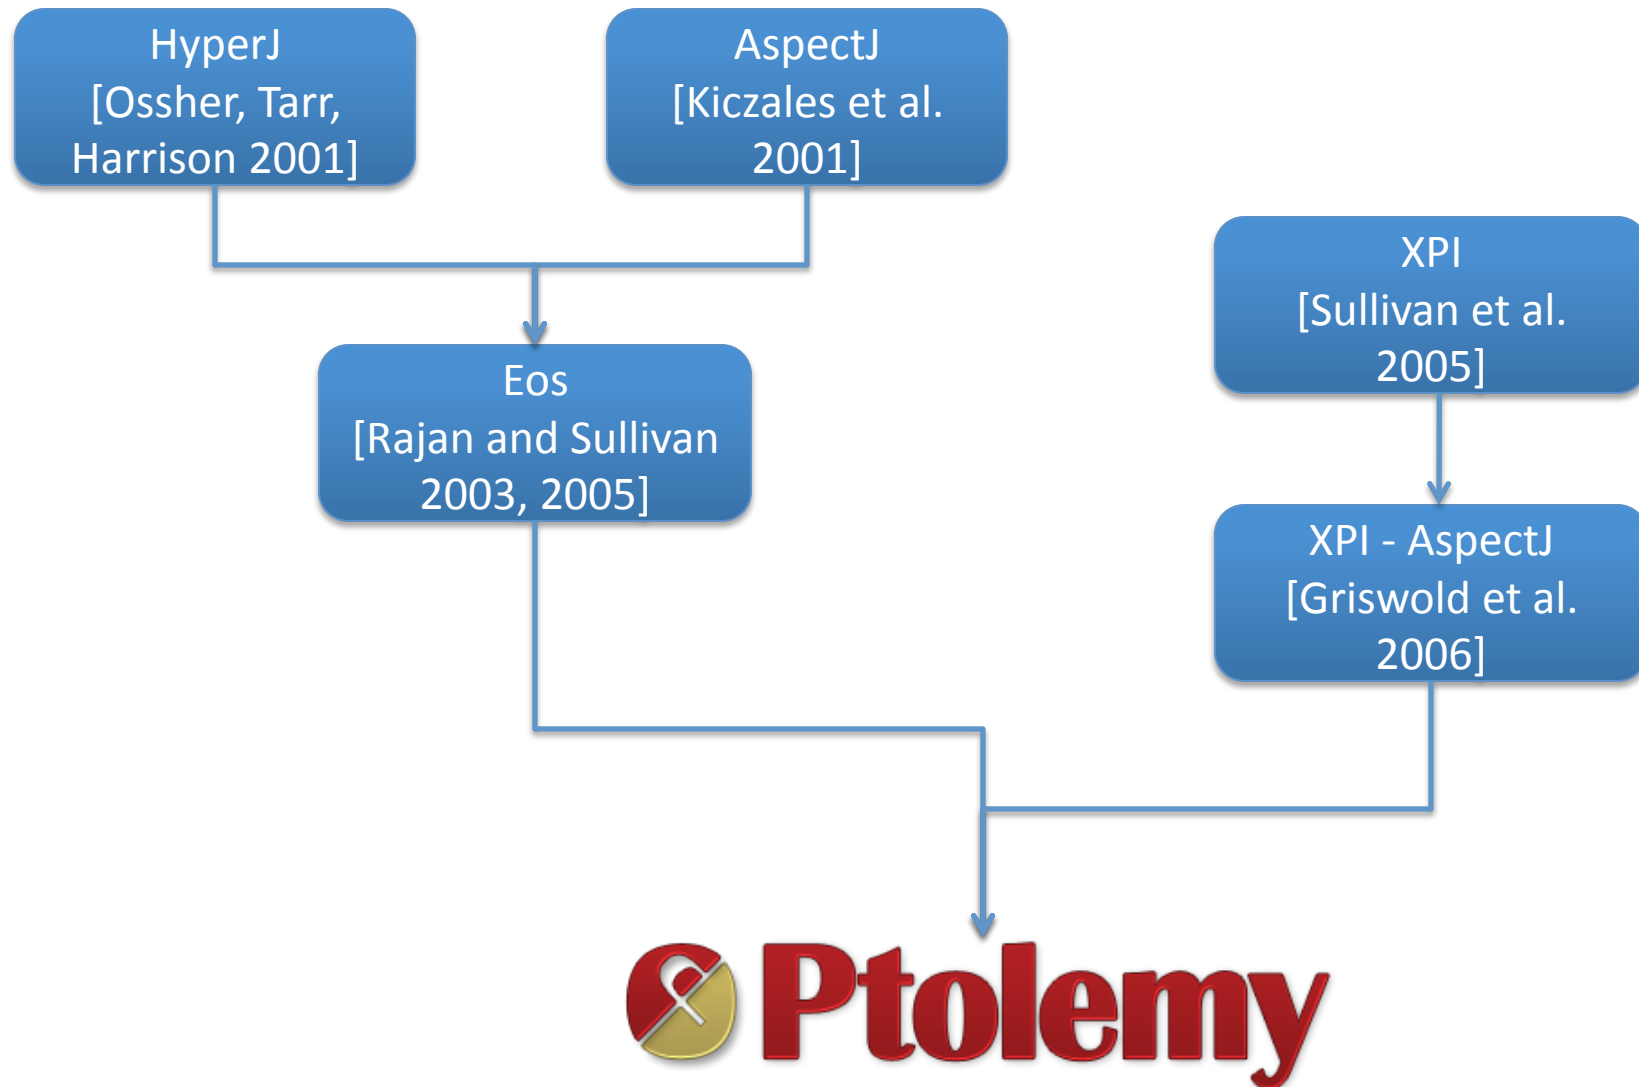 HyperJ
[Ossher, Tarr,
Harrison 2001]
AspectJ
[Kiczales et al.
2001]
XPI
[Sullivan et al.
2005]
Eos
[Rajan and Sullivan
2003, 2005]
XPI - AspectJ
[Griswold et al.
2006]
Ptolemy